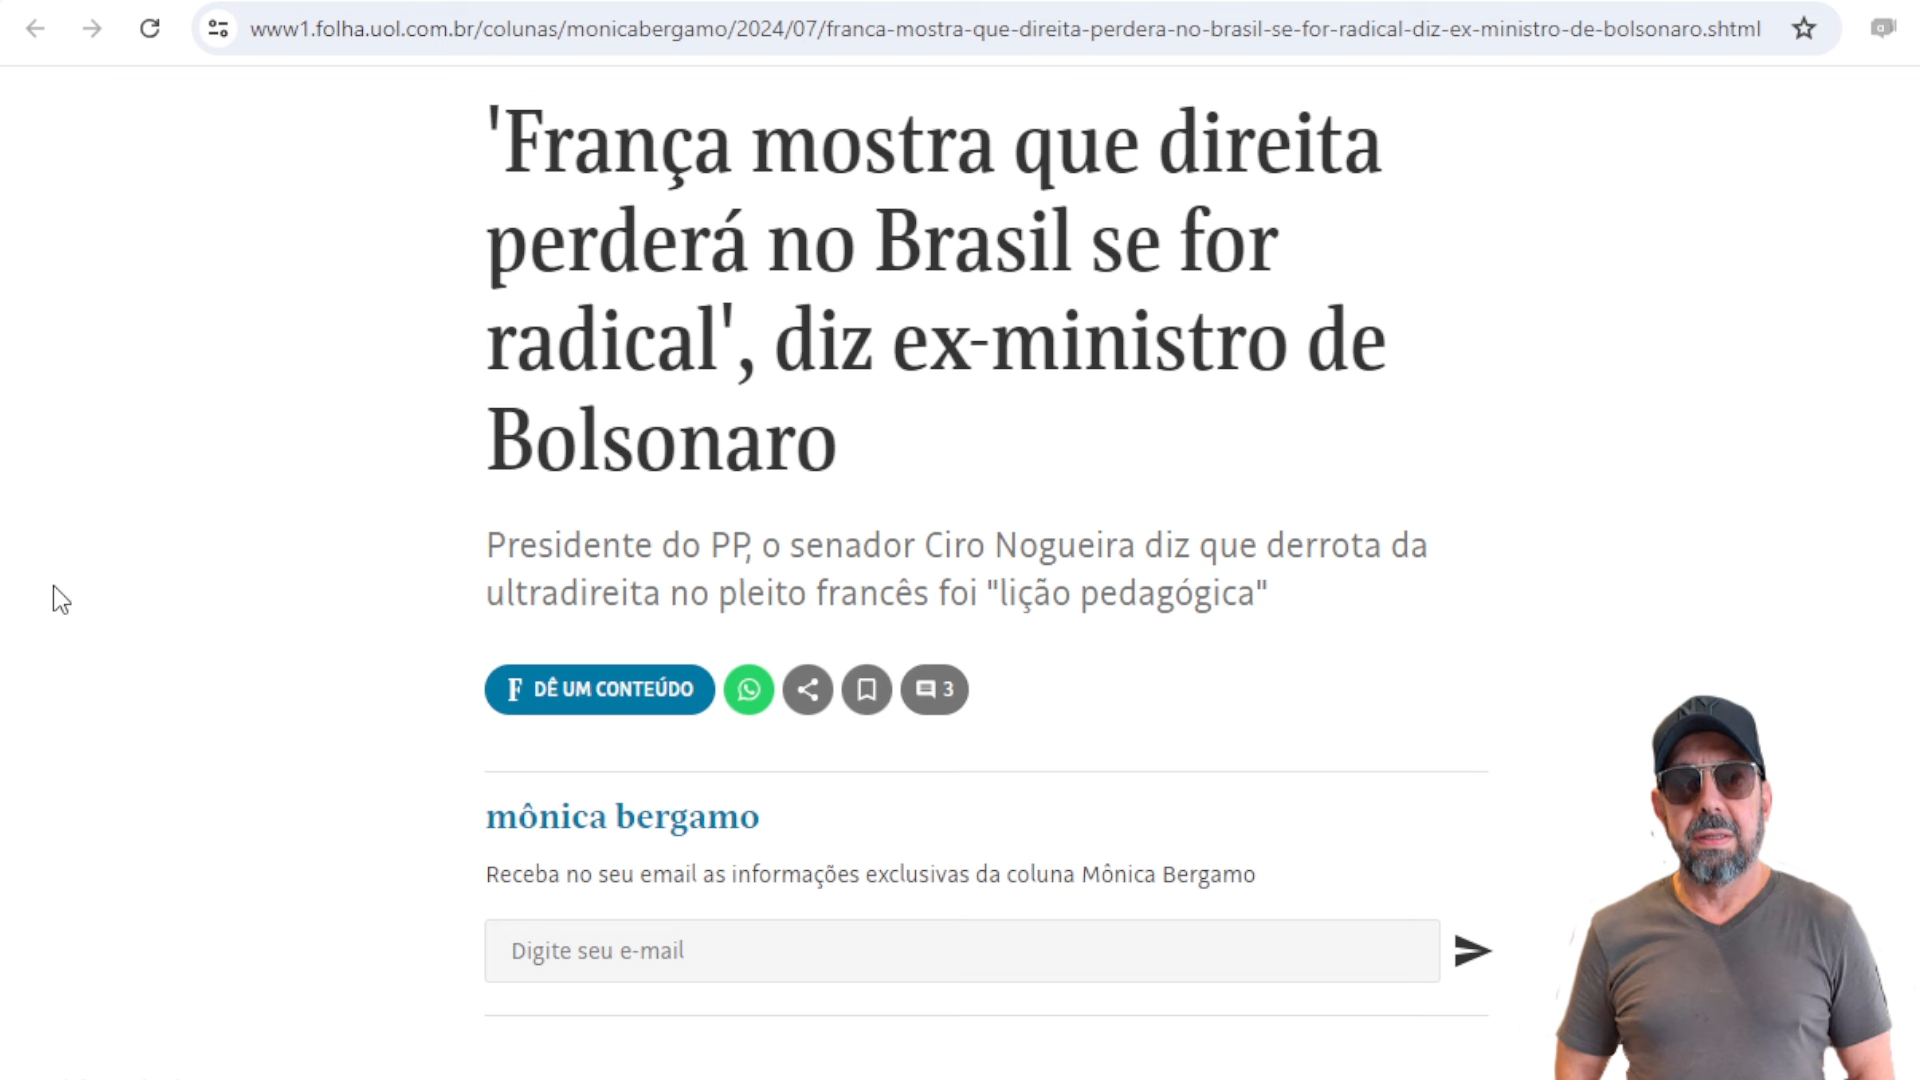 www1.folha.uol.com.br/colunas/monicabergamo/2024/07/franca-mostra-que-direita-perdera-no-brasil-se-for-radical-diz-ex-ministro-de-bolsonaro.shtml
'França mostra que direita
perderá no Brasil se for
radical', diz ex-ministro de
Bolsonaro
Presidente do PP, o senador Ciro Nogueira diz que derrota da
ultradireita no pleito francês foi "lição pedagógica"
F DÊ UM CONTEÚDO 3
mônica bergamo
Receba no seu email as informações exclusivas da coluna Mônica Bergamo
Digite seu e-mail